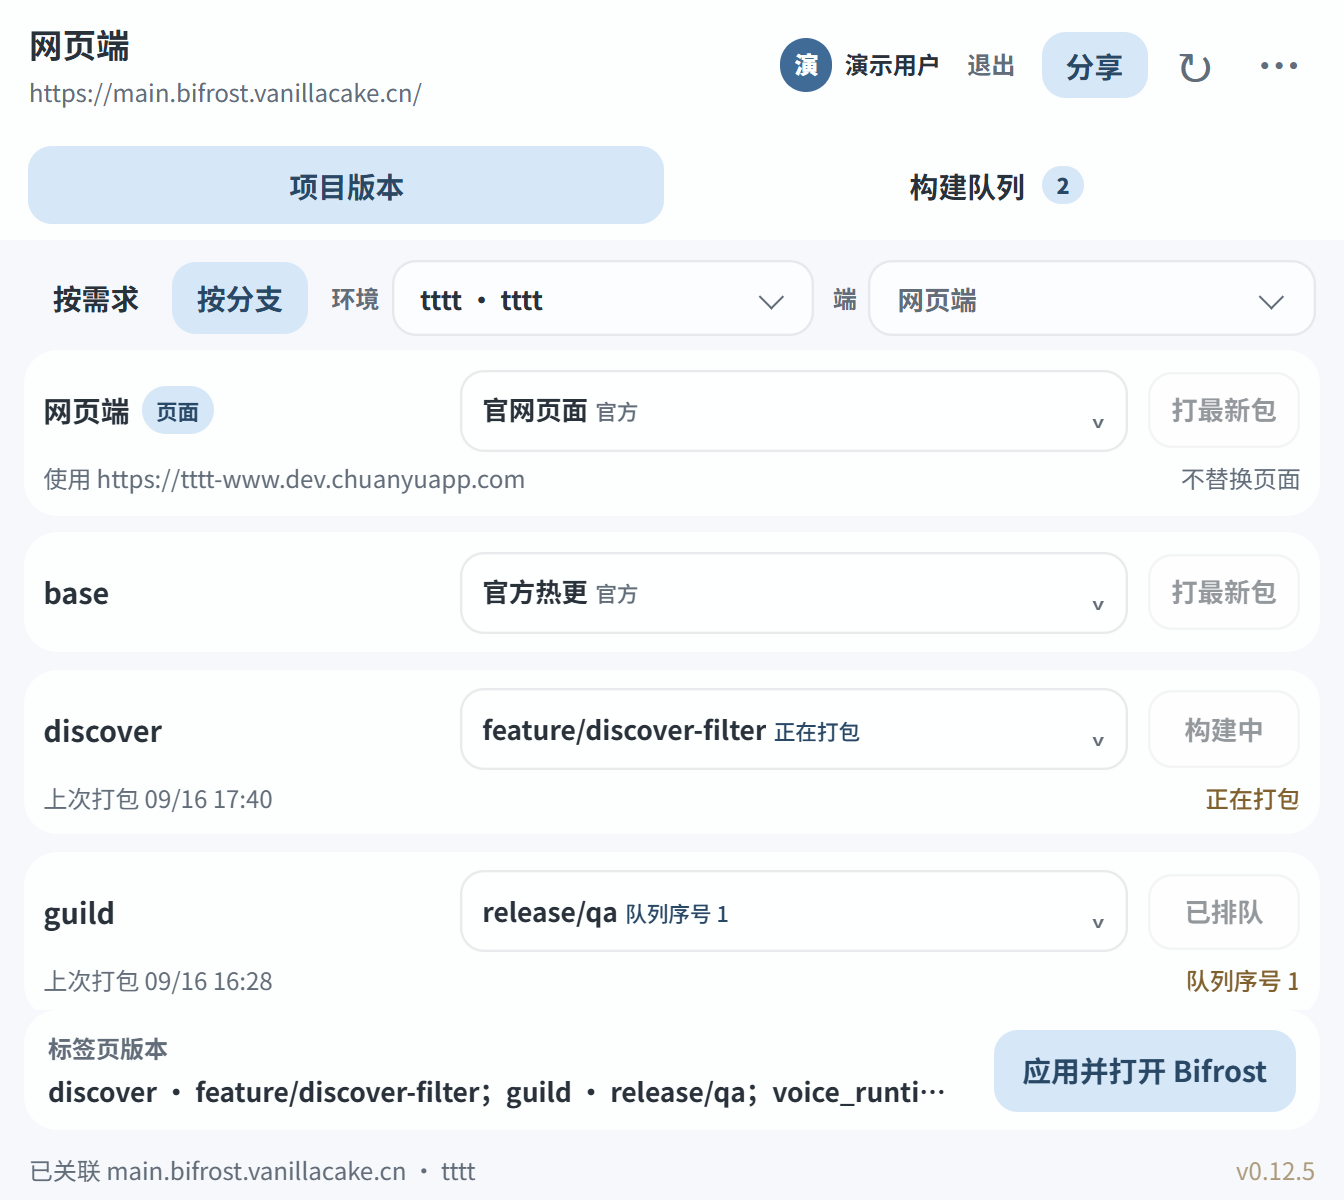 网页端
https://main.bifrost.vanillacake.cn/
演 演示用户 退出 分享
项目版本 构建队列 2
按需求 按分支 环境 tttt · tttt 端 网页端
网页端 页面 官网页面 官方 打最新包
使用 https://tttt-www.dev.chuanyuapp.com 不替换页面
base 官方热更 官方 打最新包
discover feature/discover-filter 正在打包 构建中
上次打包 09/16 17:40 正在打包
guild release/qa 队列序号 1 已排队
上次打包 09/16 16:28 队列序号 1
标签页版本
discover · feature/discover-filter；guild · release/qa；voice_runti… 应用并打开 Bifrost
已关联 main.bifrost.vanillacake.cn · tttt v0.12.5